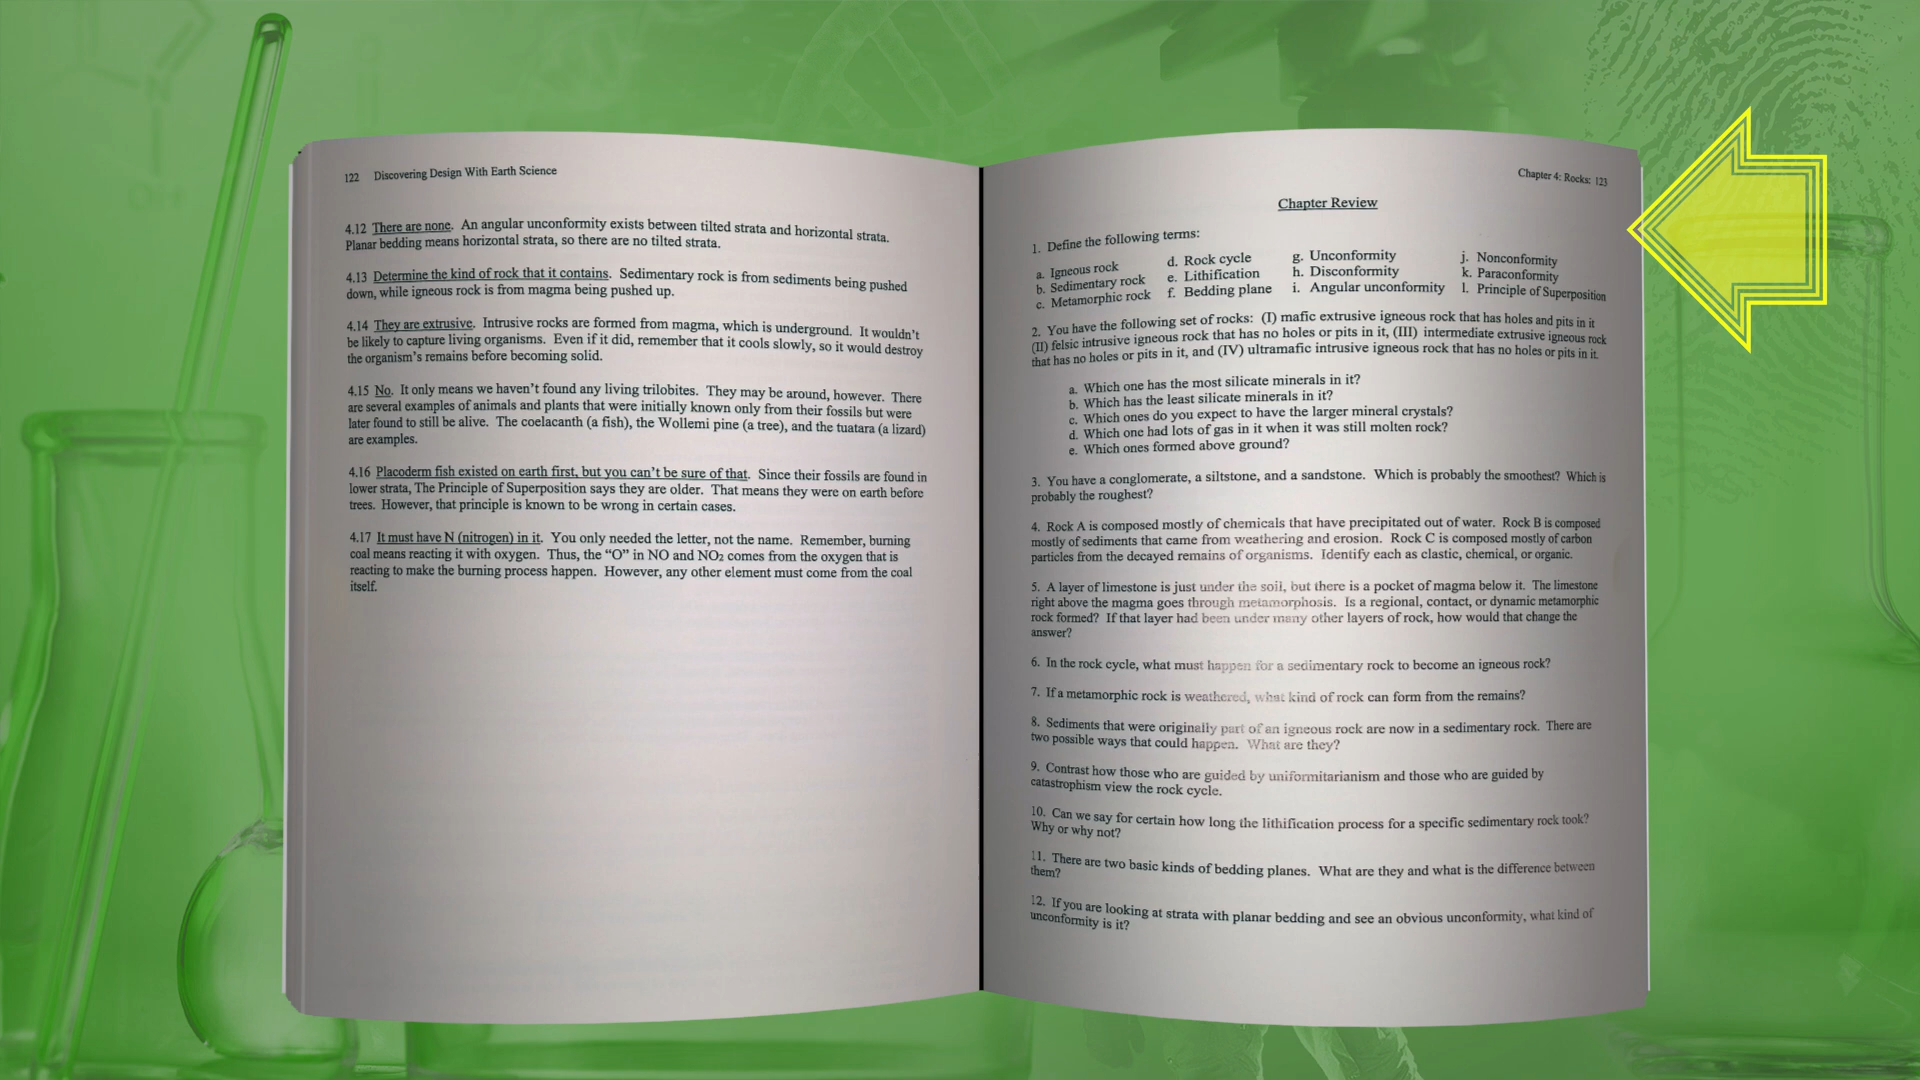 122 Discovering Design With Earth Science
4.12 There are none. An angular unconformity exists between tilted strata and horizontal strata.
Planar bedding means horizontal strata, so there are no tilted strata.
4.13 Determine the kind of rock that it contains. Sedimentary rock is from sediments being pushed
down, while igneous rock is from magma being pushed up.
4.14 They are extrusive. Intrusive rocks are formed from magma, which is underground. It wouldn't
be likely to capture living organisms. Even if it did, remember that it cools slowly, so it would destroy
the organism's remains before becoming solid.
4.15 No. It only means we haven't found any living trilobites. They may be around, however. There
are several examples of animals and plants that were initially known only from their fossils but were
later found to still be alive. The coelacanth (a fish), the Wollemi pine (a tree), and the tuatara (a lizard)
are examples.
4.16 Placoderm fish existed on earth first, but you can't be sure of that. Since their fossils are found in
lower strata, The Principle of Superposition says they are older. That means they were on earth before
trees. However, that principle is known to be wrong in certain cases.
4.17 It must have N (nitrogen) in it. You only needed the letter, not the name. Remember, burning
coal means reacting it with oxygen. Thus, the "O" in NO and NO₂ comes from the oxygen that is
reacting to make the burning process happen. However, any other element must come from the coal
itself.
Chapter 4: Rocks: 123
Chapter Review
1. Define the following terms:
a. Igneous rock d. Rock cycle g. Unconformity j. Nonconformity
b. Sedimentary rock e. Lithification h. Disconformity k. Paraconformity
c. Metamorphic rock f. Bedding plane i. Angular unconformity l. Principle of Superposition
2. You have the following set of rocks: (I) mafic extrusive igneous rock that has holes and pits in it
(II) felsic intrusive igneous rock that has no holes or pits in it, (III) intermediate extrusive igneous rock
that has no holes or pits in it, and (IV) ultramafic intrusive igneous rock that has no holes or pits in it.
a. Which one has the most silicate minerals in it?
b. Which has the least silicate minerals in it?
c. Which ones do you expect to have the larger mineral crystals?
d. Which one had lots of gas in it when it was still molten rock?
e. Which ones formed above ground?
3. You have a conglomerate, a siltstone, and a sandstone. Which is probably the smoothest? Which is
probably the roughest?
4. Rock A is composed mostly of chemicals that have precipitated out of water. Rock B is composed
mostly of sediments that came from weathering and erosion. Rock C is composed mostly of carbon
particles from the decayed remains of organisms. Identify each as clastic, chemical, or organic.
5. A layer of limestone is just under the soil, but there is a pocket of magma below it. The limestone
right above the magma goes through metamorphosis. Is a regional, contact, or dynamic metamorphic
rock formed? If that layer had been under many other layers of rock, how would that change the
answer?
6. In the rock cycle, what must happen for a sedimentary rock to become an igneous rock?
7. If a metamorphic rock is weathered, what kind of rock can form from the remains?
8. Sediments that were originally part of an igneous rock are now in a sedimentary rock. There are
two possible ways that could happen. What are they?
9. Contrast how those who are guided by uniformitarianism and those who are guided by
catastrophism view the rock cycle.
10. Can we say for certain how long the lithification process for a specific sedimentary rock took?
Why or why not?
11. There are two basic kinds of bedding planes. What are they and what is the difference between
them?
12. If you are looking at strata with planar bedding and see an obvious unconformity, what kind of
unconformity is it?